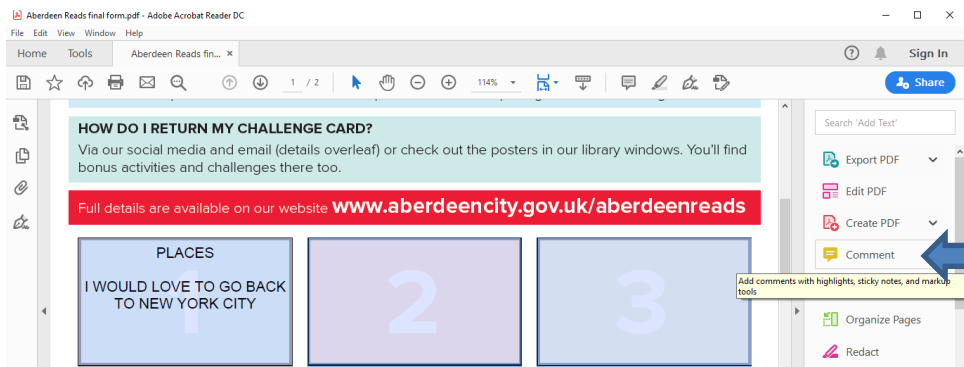 Aberdeen Reads final form.pdf - Adobe Acrobat Reader DC
File Edit View Window Help
Home Tools Aberdeen Reads fin... × Sign In
1 / 2 114% Share
HOW DO I RETURN MY CHALLENGE CARD?
Via our social media and email (details overleaf) or check out the posters in our library windows. You'll find
bonus activities and challenges there too.
Full details are available on our website www.aberdeencity.gov.uk/aberdeenreads
1
PLACES
I WOULD LOVE TO GO BACK
TO NEW YORK CITY
2
3
Search 'Add Text'
Export PDF
Edit PDF
Create PDF
Comment
Add comments with highlights, sticky notes, and markup
tools
Organize Pages
Redact